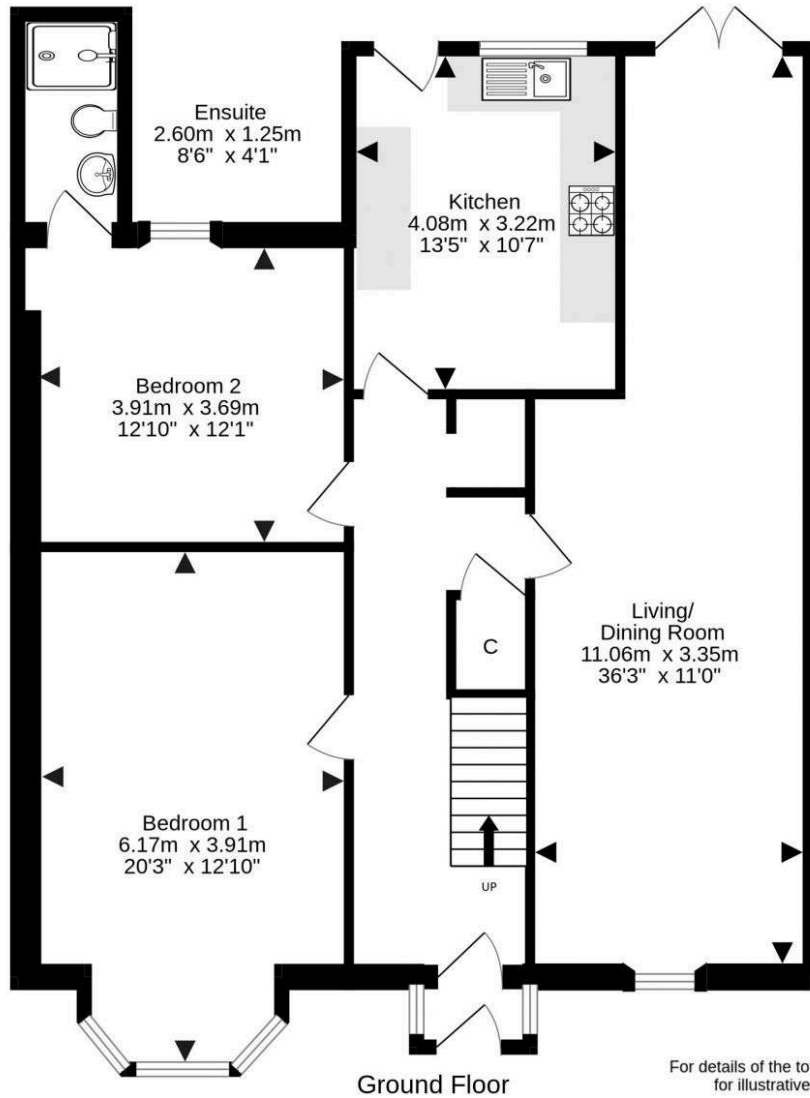 Ensuite
2.60m x 1.25m
8'6" x 4'1"
Kitchen
4.08m x 3.22m
13'5" x 10'7"
Bedroom 2
3.91m x 3.69m
12'10" x 12'1"
Living/
Dining Room
11.06m x 3.35m
36'3" x 11'0"
C
Bedroom 1
6.17m x 3.91m
20'3" x 12'10"
UP
Ground Floor
For details of the to
for illustrative